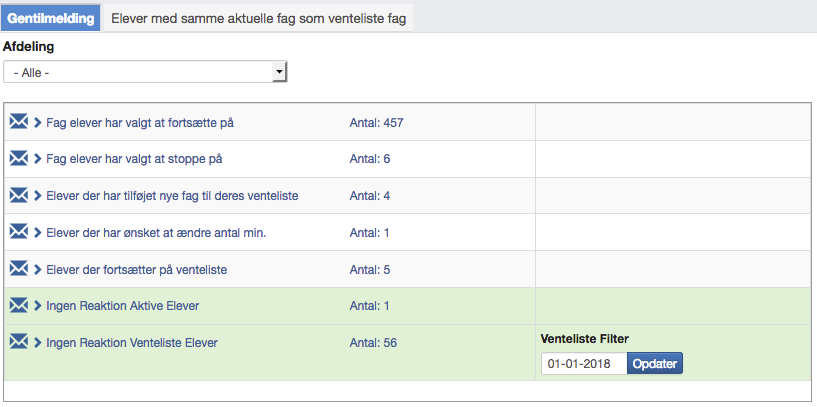 Gentilmelding Elever med samme aktuelle fag som venteliste fag
Afdeling
- Alle -
Fag elever har valgt at fortsætte på Antal: 457
Fag elever har valgt at stoppe på Antal: 6
Elever der har tilføjet nye fag til deres venteliste Antal: 4
Elever der har ønsket at ændre antal min. Antal: 1
Elever der fortsætter på venteliste Antal: 5
Ingen Reaktion Aktive Elever Antal: 1
Ingen Reaktion Venteliste Elever Antal: 56 Venteliste Filter
01-01-2018 Opdater